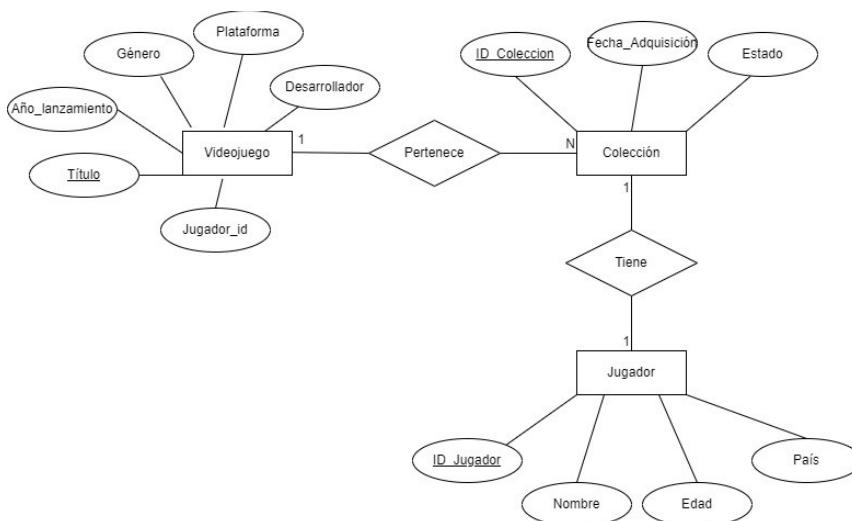 Plataforma
Género
Fecha_Adquisición
ID_Coleccion
Estado
Desarrollador
Año_lanzamiento
1
N
Videojuego
Pertenece
Colección
Título
1
Jugador_id
Tiene
1
Jugador
ID_Jugador
País
Nombre
Edad